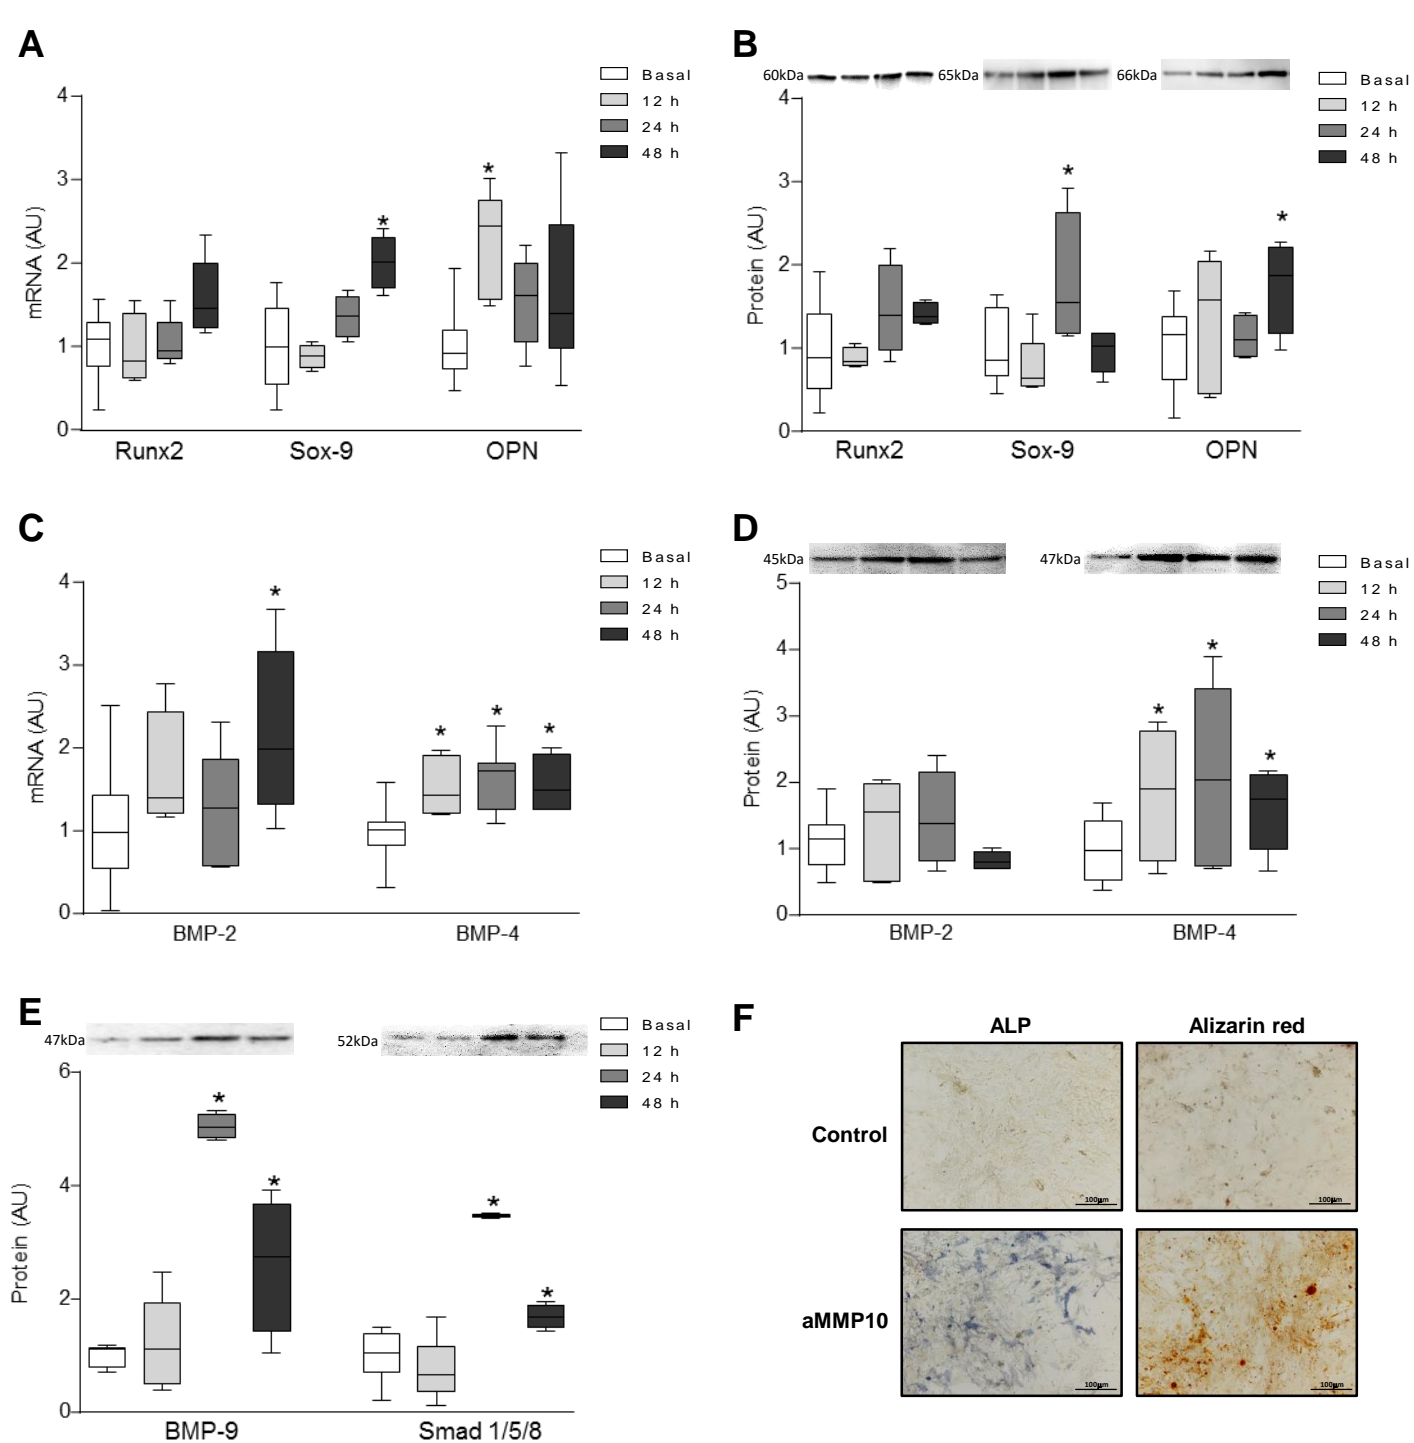 A
Basal
12 h
24 h
48 h
mRNA (AU)
4
3
2
1
0
Runx2 Sox-9 OPN
* * 
B
60kDa 65kDa 66kDa
Basal
12 h
24 h
48 h
Protein (AU)
4
3
2
1
0
* *
Runx2 Sox-9 OPN
C
Basal
12 h
24 h
48 h
mRNA (AU)
4
3
2
1
0
* * * *
BMP-2 BMP-4
D
45kDa 47kDa
Basal
12 h
24 h
48 h
Protein (AU)
5
4
3
2
1
0
* * *
BMP-2 BMP-4
E
47kDa 52kDa
Basal
12 h
24 h
48 h
Protein (AU)
6
4
2
0
* * * *
BMP-9 Smad 1/5/8
F
ALP Alizarin red
Control
100µm 100µm
aMMP10
100µm 100µm